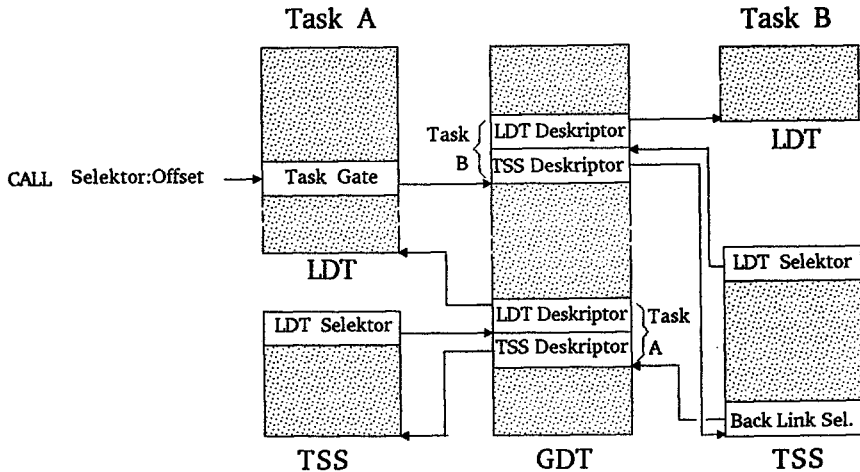 Task A
Task B
LDT Deskriptor
Task
B
LDT
TSS Deskriptor
CALL Selektor:Offset
Task Gate
LDT
LDT Selektor
LDT Deskriptor
Task
LDT Selektor
TSS Deskriptor
A
Back Link Sel.
TSS
GDT
TSS